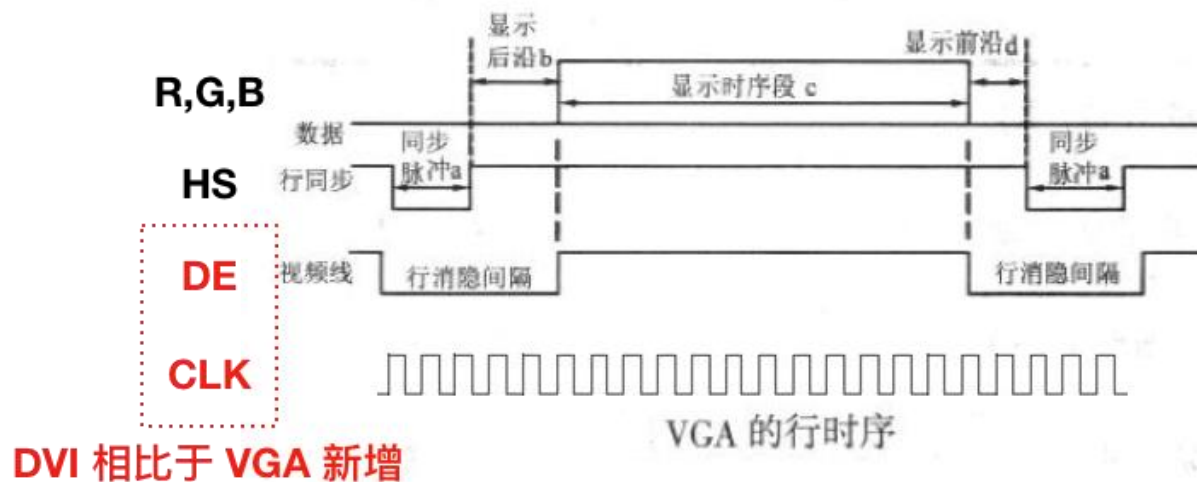 显示
后沿b
显示前沿d
R,G,B
显示时序段 c
数据
同步
脉冲a
同步
脉冲a
HS
行同步
DE
视频线
行消隐间隔
行消隐间隔
CLK
VGA 的行时序
DVI 相比于 VGA 新增